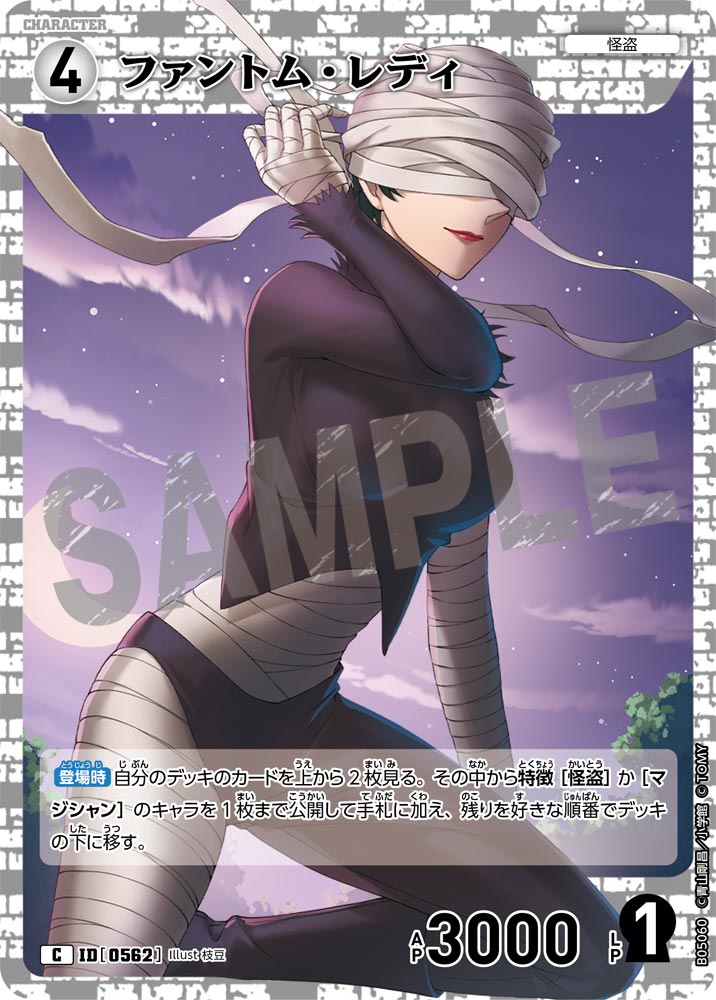 CHARACTER
4 ファントム・レディ
怪盗
SAMPLE
登場時 自分のデッキのカードを上から2枚見る。その中から特徴[怪盗]か[マ
ジシャン]のキャラを1枚まで公開して手札に加え、残りを好きな順番でデッキ
の下に移す。
C ID[0562] Illust 枝豆
AP 3000 LP 1
B05060 ©青山剛昌/小学館 © TOMY